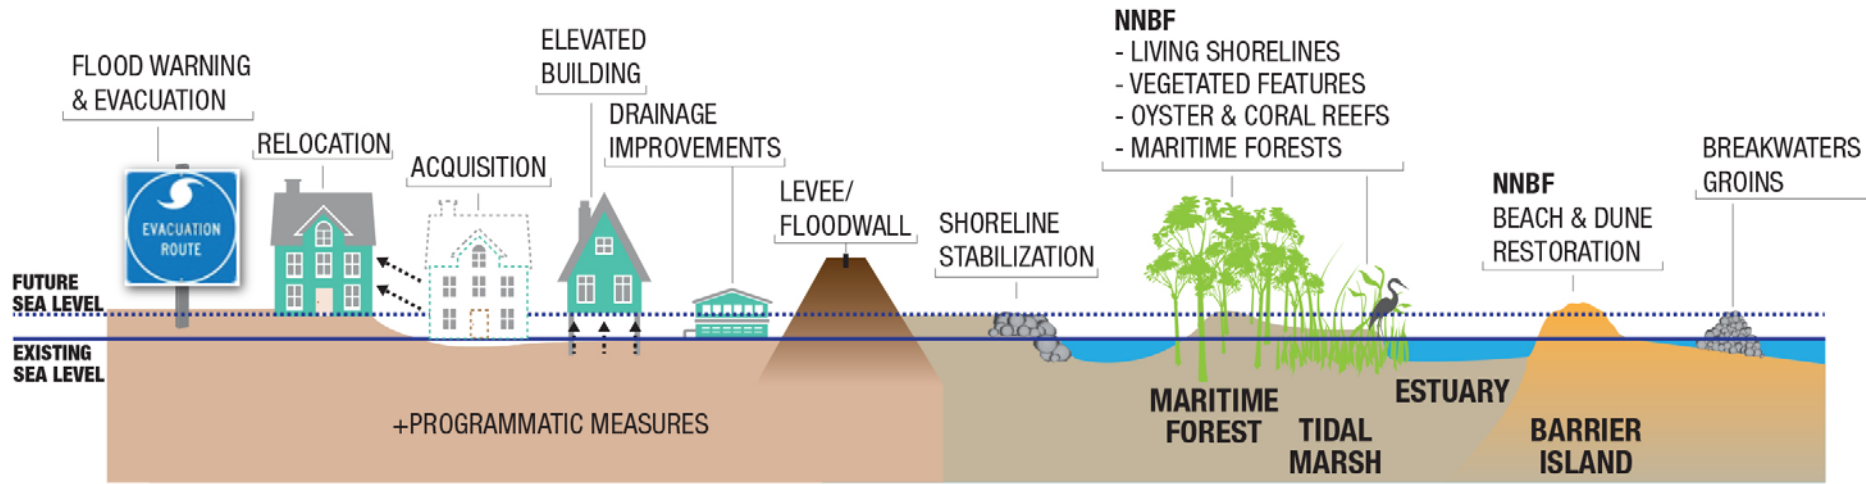 FLOOD WARNING
& EVACUATION
EVACUATION
ROUTE
RELOCATION
ACQUISITION
ELEVATED
BUILDING
DRAINAGE
IMPROVEMENTS
LEVEE/
FLOODWALL
SHORELINE
STABILIZATION
NNBF
- LIVING SHORELINES
- VEGETATED FEATURES
- OYSTER & CORAL REEFS
- MARITIME FORESTS
NNBF
BEACH & DUNE
RESTORATION
BREAKWATERS
GROINS
FUTURE
SEA LEVEL
EXISTING
SEA LEVEL
+PROGRAMMATIC MEASURES
MARITIME
FOREST
TIDAL
MARSH
ESTUARY
BARRIER
ISLAND